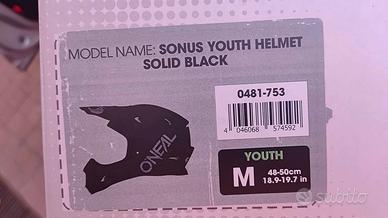 MODEL NAME: SONUS YOUTH HELMET
SOLID BLACK
0481-753
4 046068 574592
O'NEAL
YOUTH
M 48-50cm
18.9-19.7 in
subito